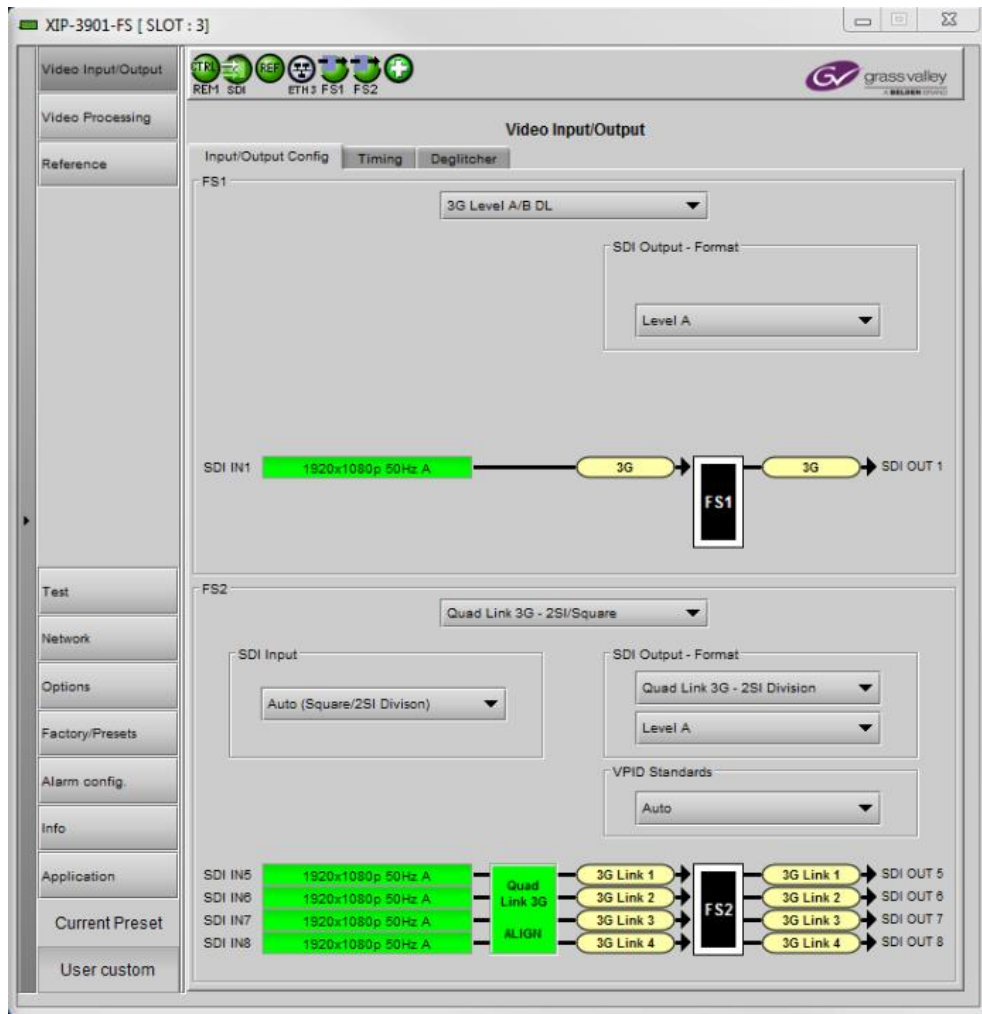 XIP-3901-FS [ SLOT : 3]
Video Input/Output
Video Processing
Reference
Test
Network
Options
Factory/Presets
Alarm config.
Info
Application
Current Preset
User custom
CTRL REF
REM SDI ETH 3 FS1 FS2
GV grass valley
A BELDEN BRAND
Video Input/Output
Input/Output Config Timing Deglitcher
FS1
3G Level A/B DL
SDI Output - Format
Level A
SDI IN1 1920x1080p 50Hz A 3G FS1 3G SDI OUT 1
FS2
Quad Link 3G - 2SI/Square
SDI Input
Auto (Square/2SI Divison)
SDI Output - Format
Quad Link 3G - 2SI Division
Level A
VPID Standards
Auto
SDI IN5 1920x1080p 50Hz A 3G Link 1 3G Link 1 SDI OUT 5
SDI IN6 1920x1080p 50Hz A 3G Link 2 3G Link 2 SDI OUT 6
SDI IN7 1920x1080p 50Hz A 3G Link 3 3G Link 3 SDI OUT 7
SDI IN8 1920x1080p 50Hz A 3G Link 4 3G Link 4 SDI OUT 8
Quad
Link 3G
ALIGN
FS2